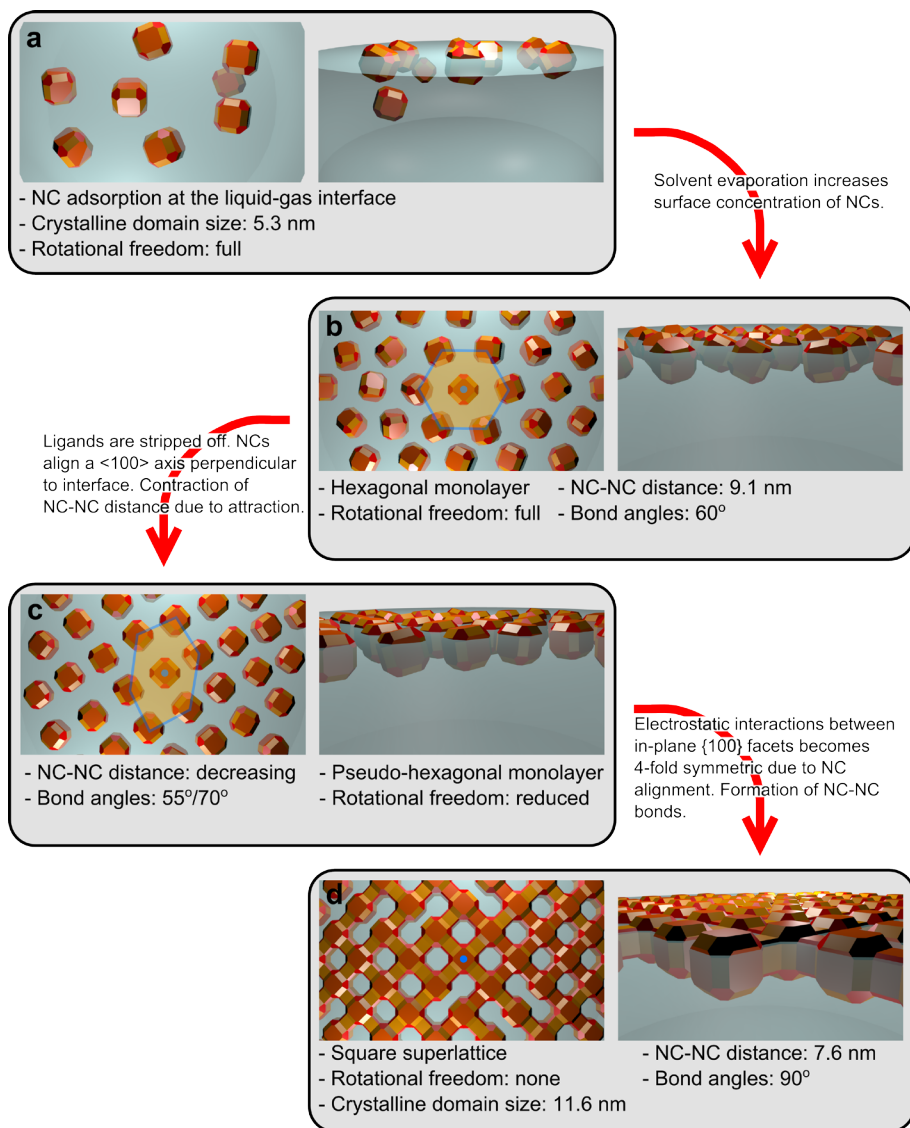 a
- NC adsorption at the liquid-gas interface
- Crystalline domain size: 5.3 nm
- Rotational freedom: full
Solvent evaporation increases
surface concentration of NCs.
b
- Hexagonal monolayer - NC-NC distance: 9.1 nm
- Rotational freedom: full - Bond angles: 60°
Ligands are stripped off. NCs
align a <100> axis perpendicular
to interface. Contraction of
NC-NC distance due to attraction.
c
- NC-NC distance: decreasing - Pseudo-hexagonal monolayer
- Bond angles: 55°/70° - Rotational freedom: reduced
Electrostatic interactions between
in-plane {100} facets becomes
4-fold symmetric due to NC
alignment. Formation of NC-NC
bonds.
d
- Square superlattice - NC-NC distance: 7.6 nm
- Rotational freedom: none - Bond angles: 90°
- Crystalline domain size: 11.6 nm